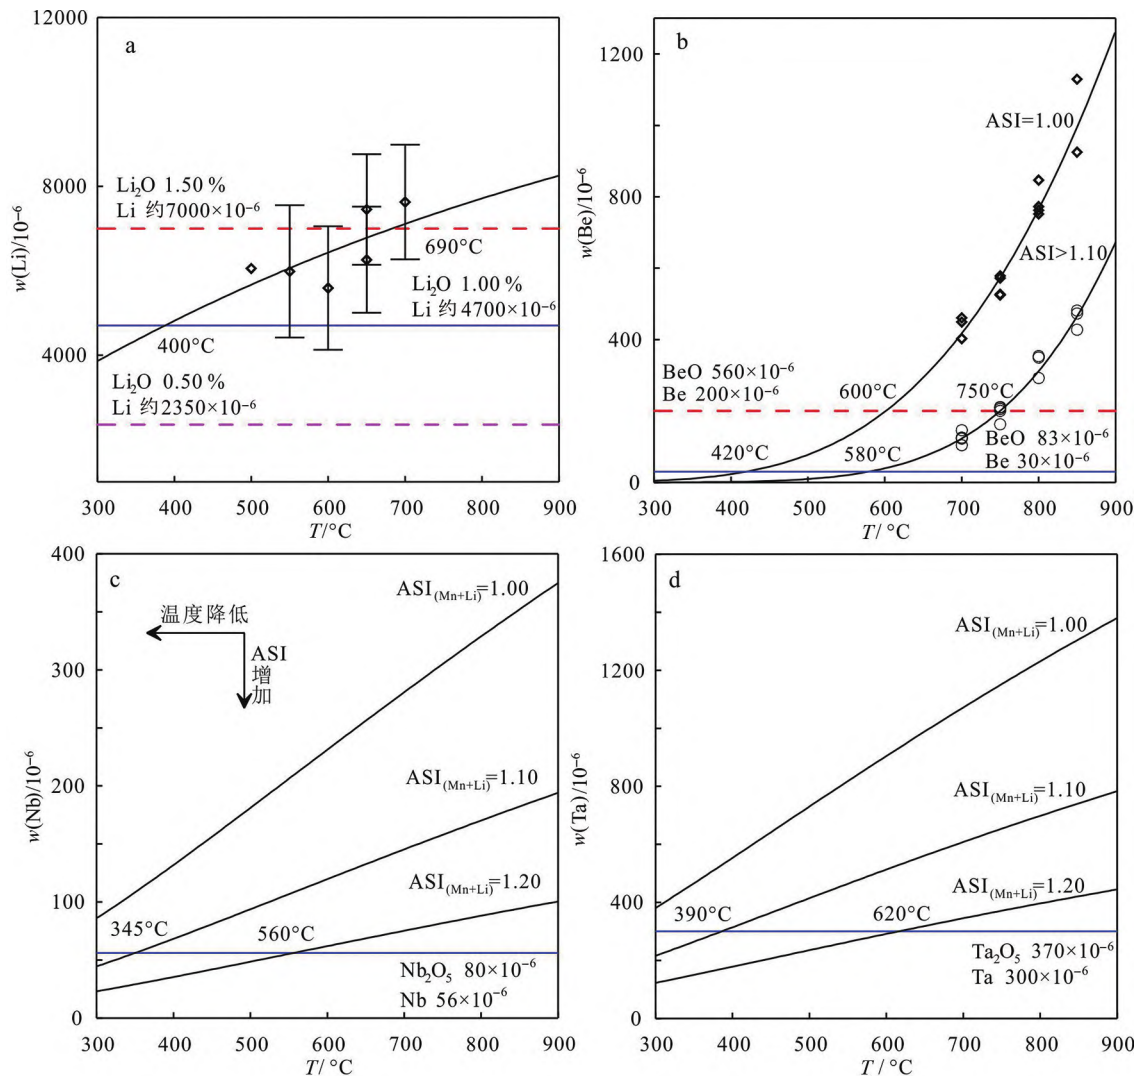 a
12000
8000
4000
w(Li)/10⁻⁶
Li₂O 1.50 %
Li 约7000×10⁻⁶
690°C
Li₂O 1.00 %
Li 约4700×10⁻⁶
400°C
Li₂O 0.50 %
Li 约2350×10⁻⁶
300 400 500 600 700 800 900
T/°C
b
1200
800
400
0
w(Be)/10⁻⁶
ASI=1.00
ASI>1.10
BeO 560×10⁻⁶
Be 200×10⁻⁶
600°C
750°C
420°C
580°C
BeO 83×10⁻⁶
Be 30×10⁻⁶
300 400 500 600 700 800 900
T/°C
c
400
300
200
100
0
w(Nb)/10⁻⁶
温度降低
ASI
增
加
ASI(Mn+Li)=1.00
ASI(Mn+Li)=1.10
ASI(Mn+Li)=1.20
345°C
560°C
Nb₂O₅ 80×10⁻⁶
Nb 56×10⁻⁶
300 400 500 600 700 800 900
T/°C
d
1600
1200
800
400
0
w(Ta)/10⁻⁶
ASI(Mn+Li)=1.00
ASI(Mn+Li)=1.10
ASI(Mn+Li)=1.20
390°C
620°C
Ta₂O₅ 370×10⁻⁶
Ta 300×10⁻⁶
300 400 500 600 700 800 900
T/°C